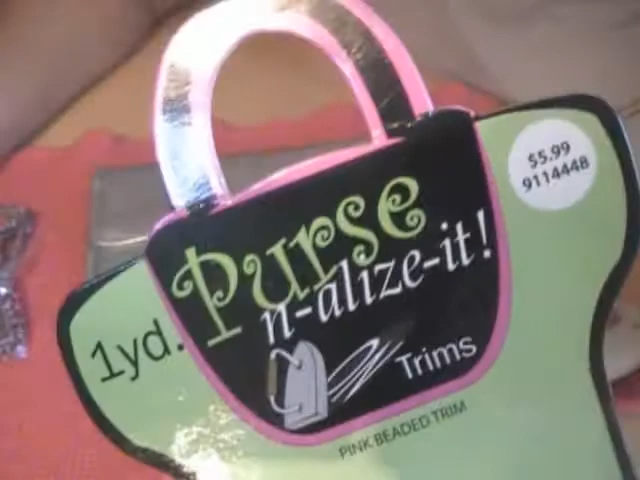 $5.99
9114448
Purse
n-alize-it!
1yd.
Trims
PINK BEADED TRIM